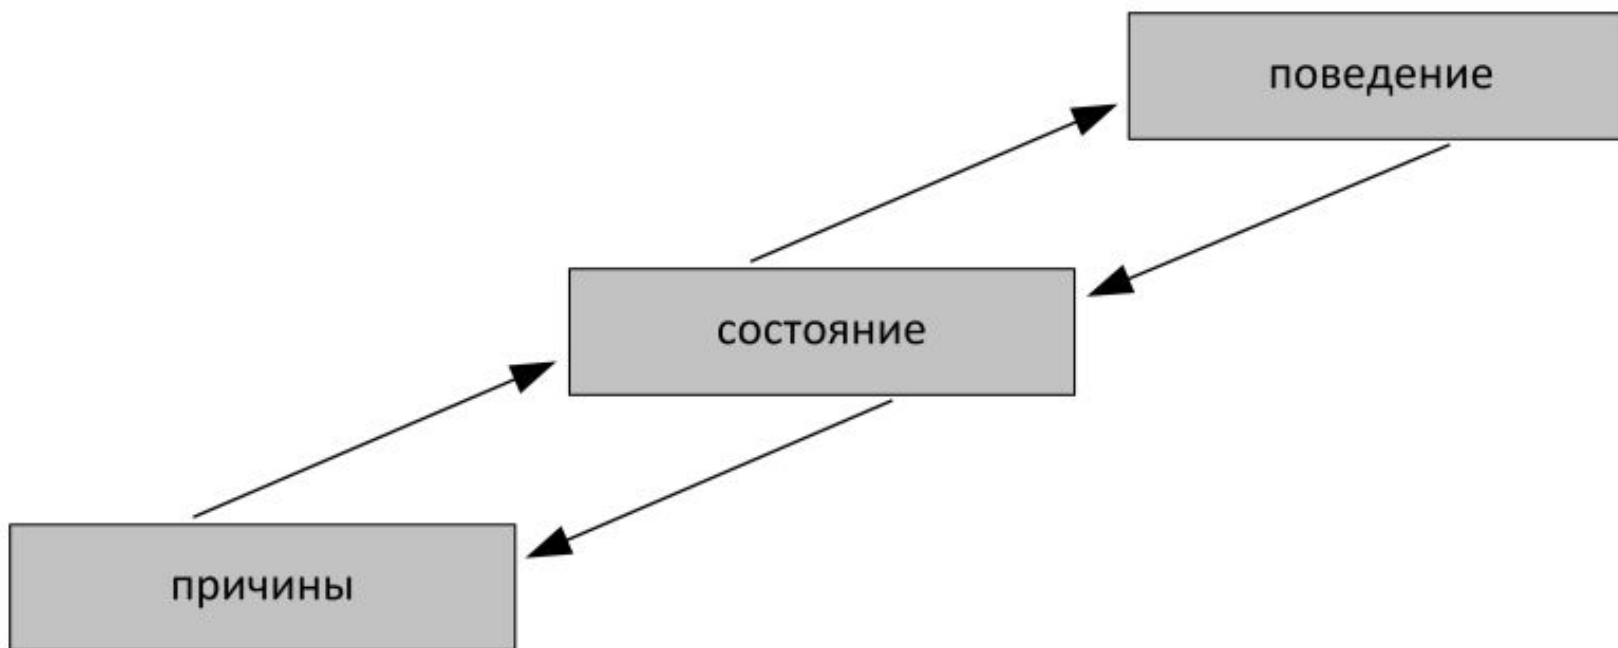 поведение
состояние
причины